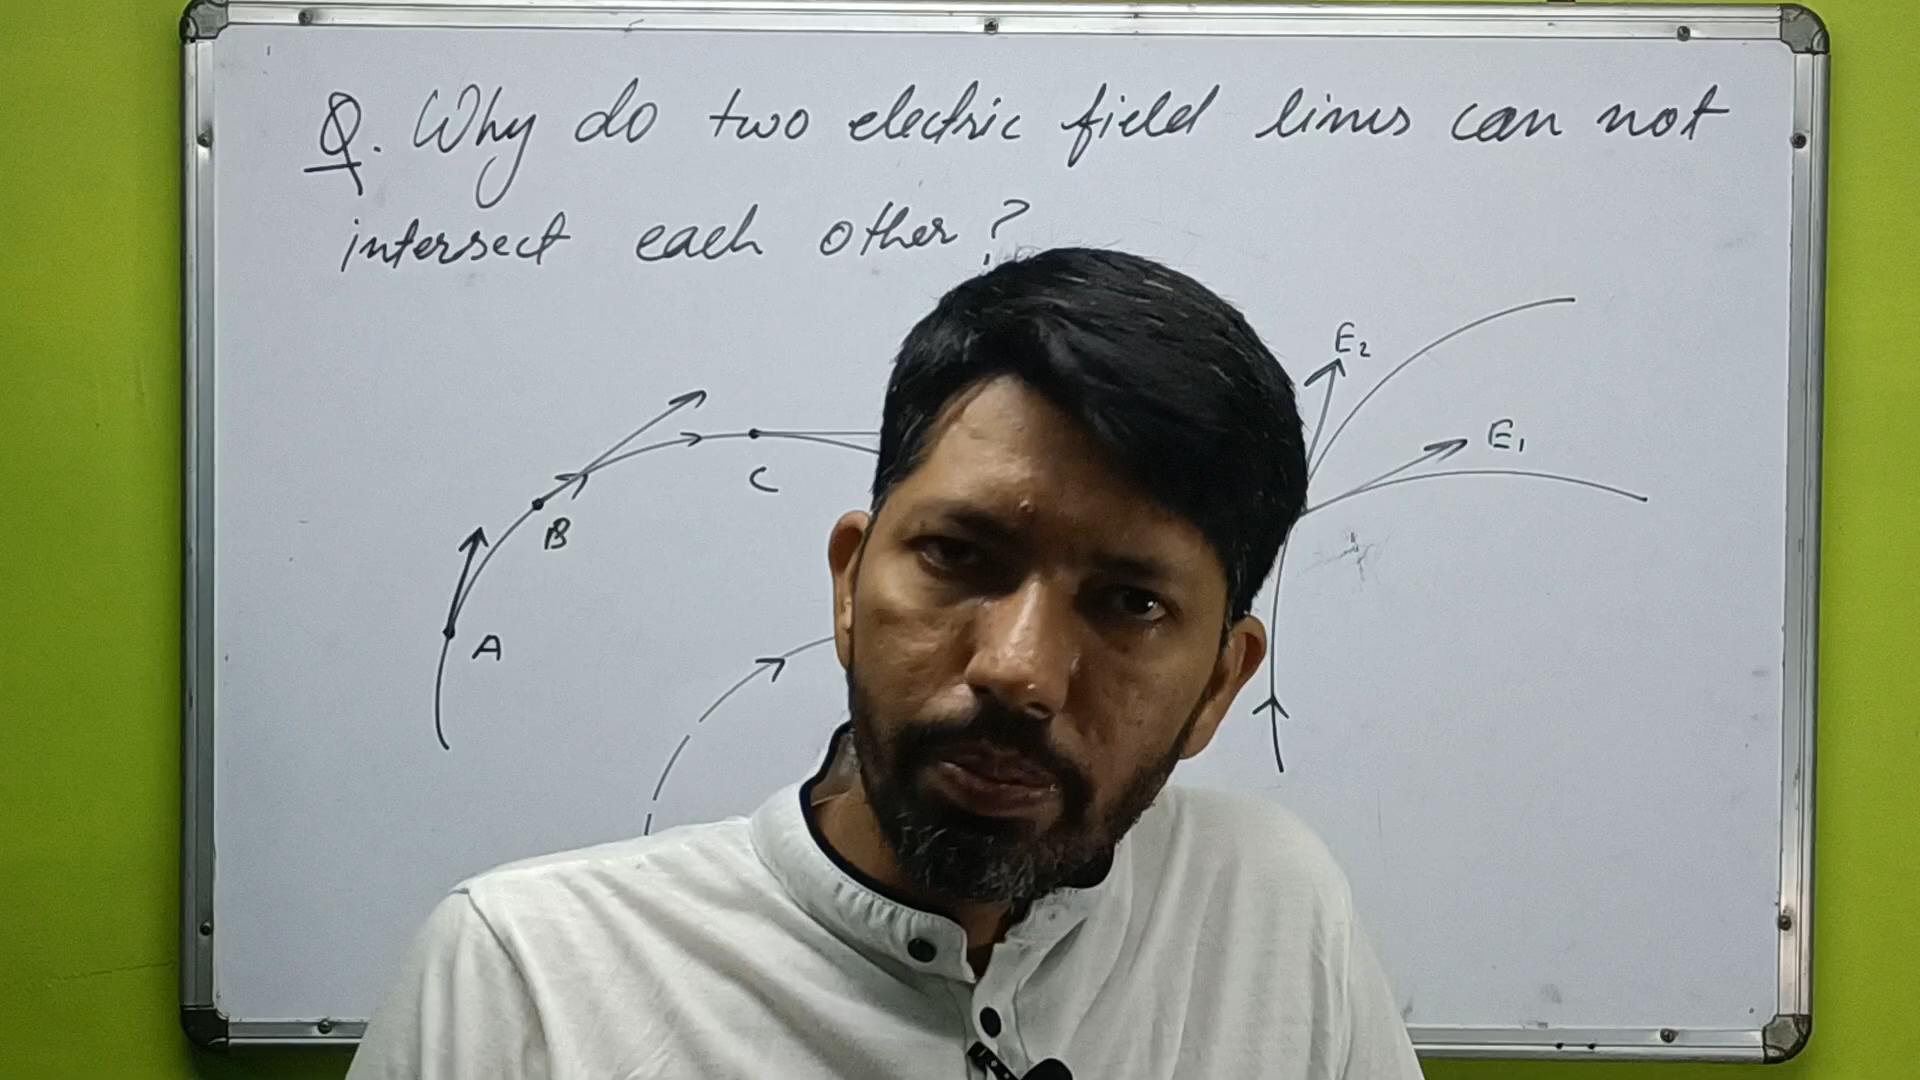 Q. Why do two electric field lines can not
intersect each other?
E₂
E₁
C
B
A